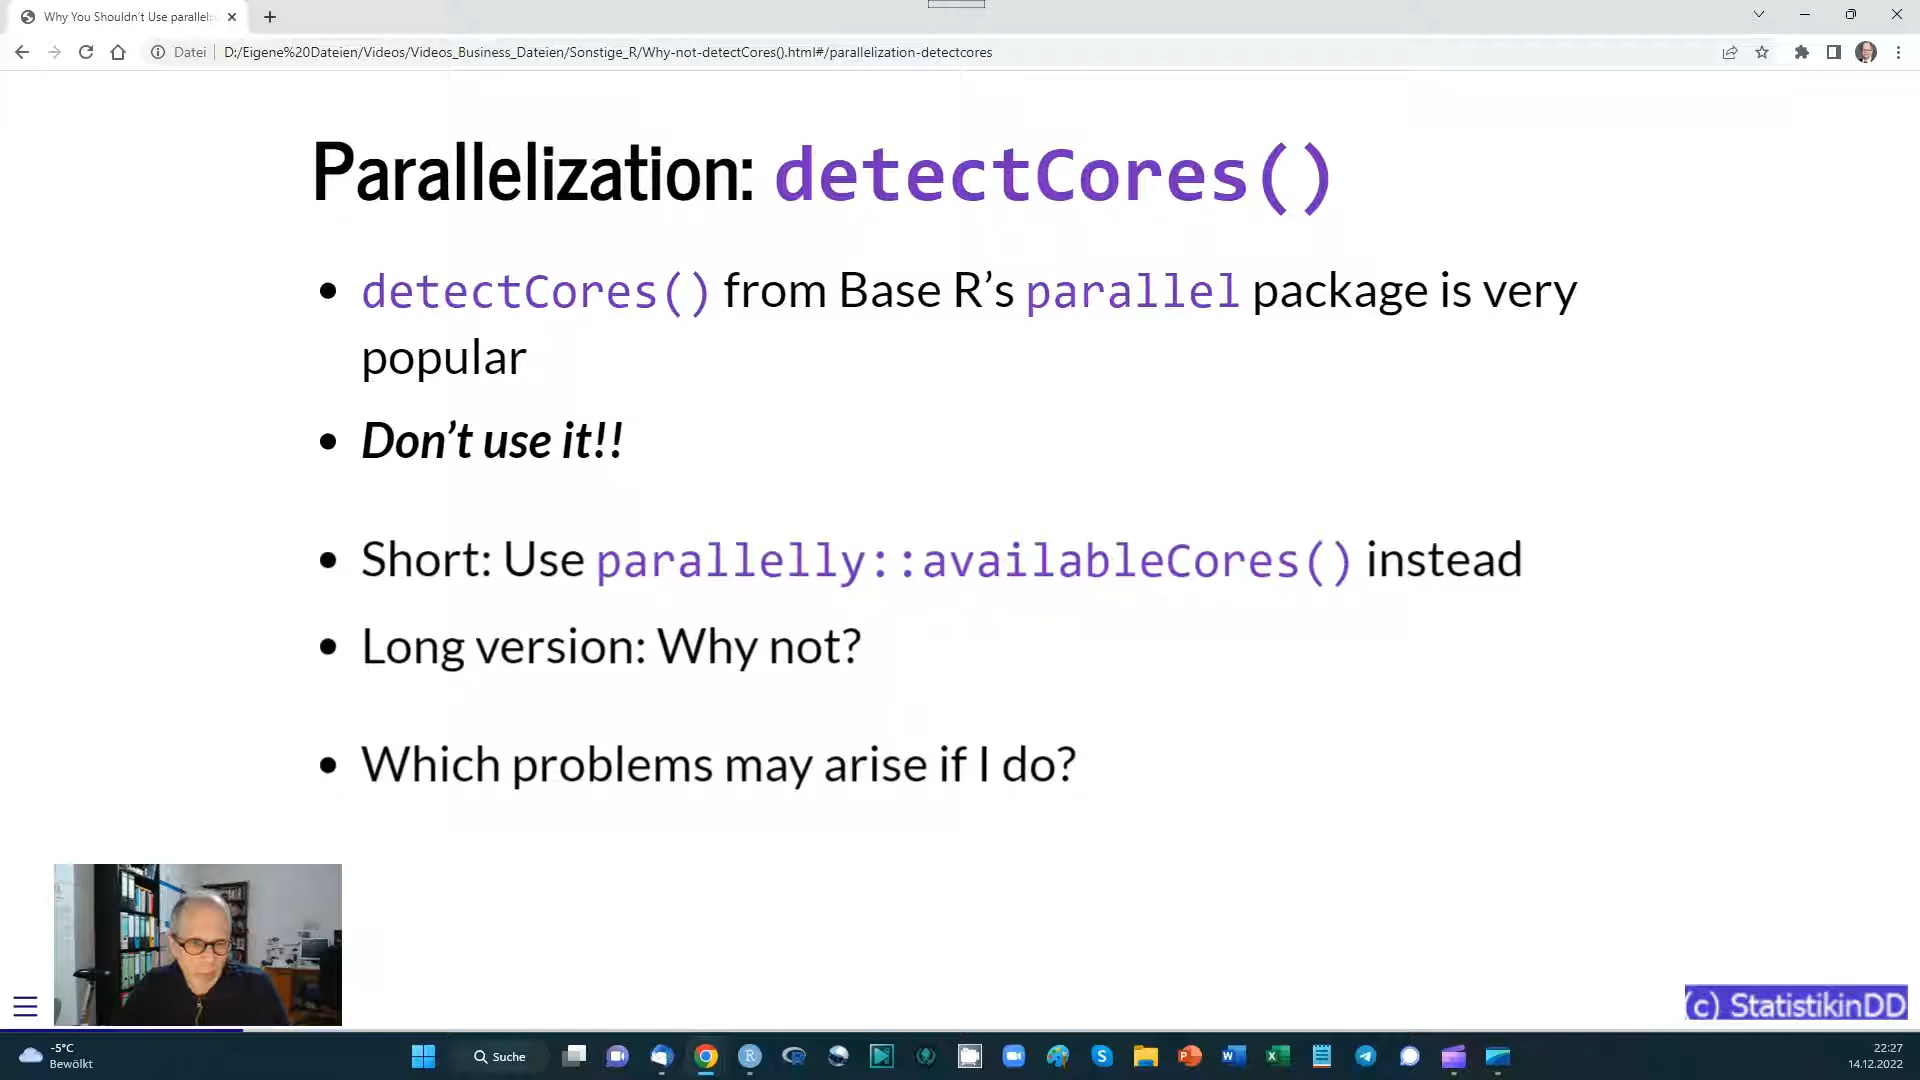 Why You Shouldn't Use parallel:
Datei
D:/Eigene%20Dateien/Videos/Videos_Business_Dateien/Sonstige_R/Why-not-detectCores().html#/parallelization-detectcores
Parallelization: detectCores()
detectCores() from Base R's parallel package is very
popular
Don't use it!!
Short: Use parallelly::availableCores() instead
Long version: Why not?
Which problems may arise if I do?
(c) StatistikinDD
-5°C
Bewölkt
Suche
22:27
14.12.2022